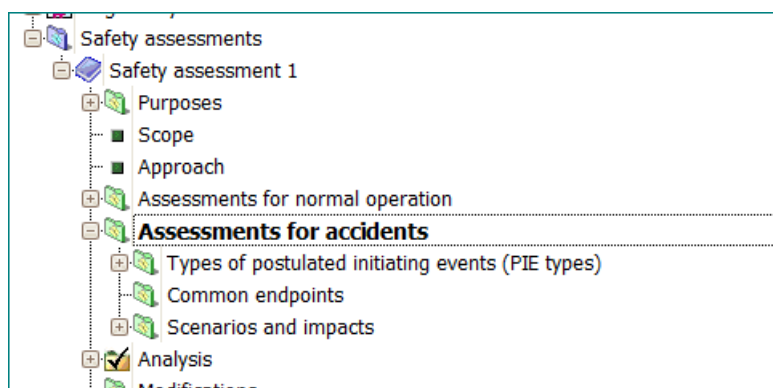 Safety assessments
Safety assessment 1
Purposes
Scope
Approach
Assessments for normal operation
Assessments for accidents
Types of postulated initiating events (PIE types)
Common endpoints
Scenarios and impacts
Analysis
Modifications